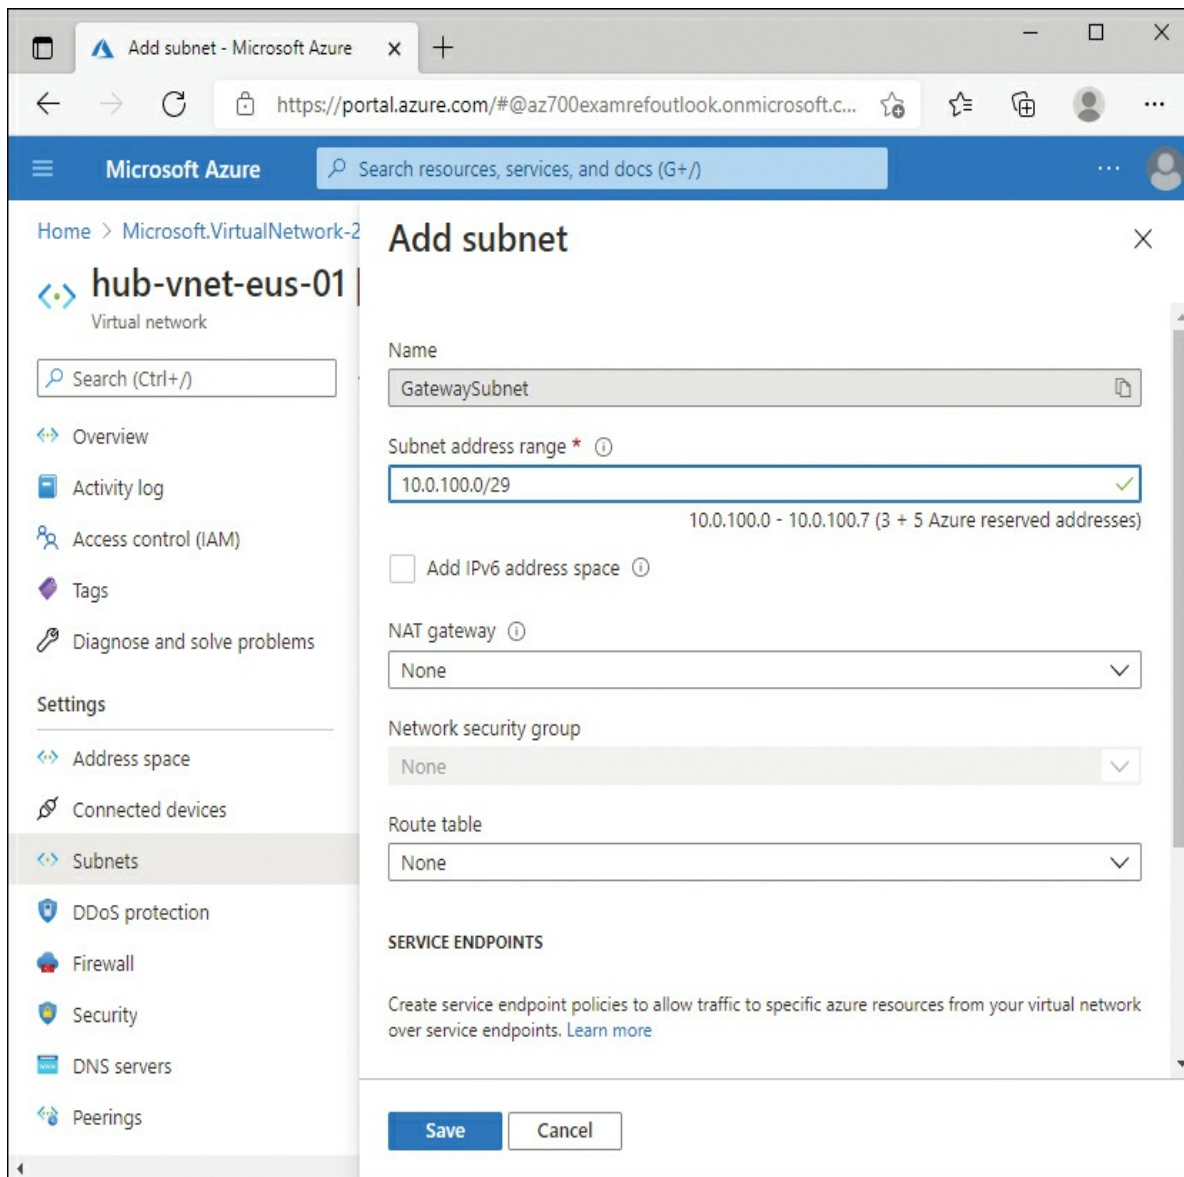 Add subnet - Microsoft Azure
https://portal.azure.com/#@az700examrefoutlook.onmicrosoft.c...
Microsoft Azure
Search resources, services, and docs (G+/)
Home > Microsoft.VirtualNetwork-2
hub-vnet-eus-01 |
Virtual network
Search (Ctrl+/)
Overview
Activity log
Access control (IAM)
Tags
Diagnose and solve problems
Settings
Address space
Connected devices
Subnets
DDoS protection
Firewall
Security
DNS servers
Peerings
Add subnet
Name
GatewaySubnet
Subnet address range *
10.0.100.0/29
10.0.100.0 - 10.0.100.7 (3 + 5 Azure reserved addresses)
Add IPv6 address space
NAT gateway
None
Network security group
None
Route table
None
SERVICE ENDPOINTS
Create service endpoint policies to allow traffic to specific azure resources from your virtual network
over service endpoints. Learn more
Save
Cancel